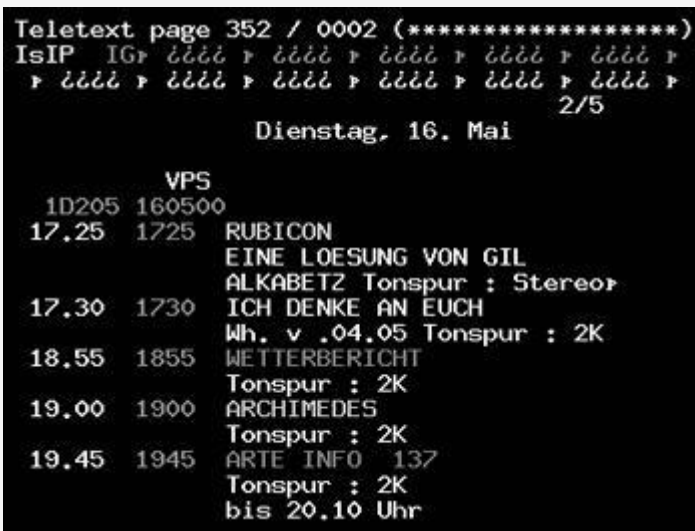 Teletext page 352 / 0002 (*******************)
IsIP IG
2/5
Dienstag, 16. Mai
VPS
1D205 160500
17.25 1725 RUBICON
EINE LOESUNG VON GIL
ALKABETZ Tonspur : Stereo
17.30 1730 ICH DENKE AN EUCH
Wh. v .04.05 Tonspur : 2K
18.55 1855 WETTERBERICHT
Tonspur : 2K
19.00 1900 ARCHIMEDES
Tonspur : 2K
19.45 1945 ARTE INFO 137
Tonspur : 2K
bis 20.10 Uhr